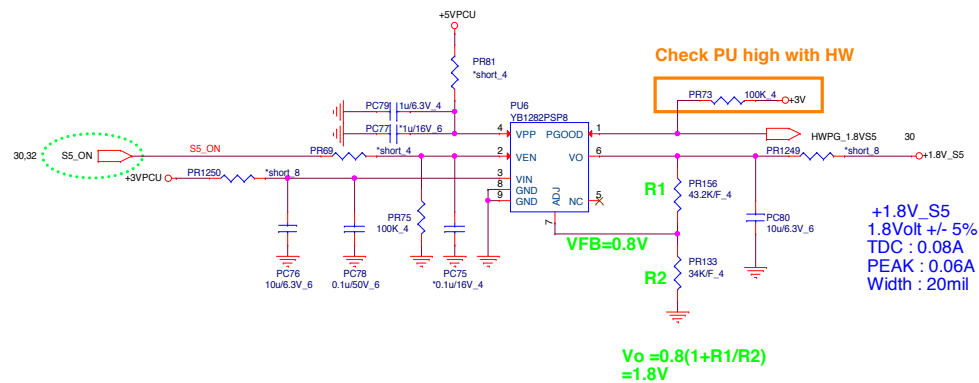 +5VPCU
Check PU high with HW
PR81
*short_4
PR73
100K_4
+3V
PC79
1u/6.3V_4
PU6
YB1282PSP8
PC77
*1u/16V_6
4
VPP
PGOOD
1
HWPG_1.8VS5
30
30,32
S5_ON
S5_ON
PR69
*short_4
2
VEN
VO
6
PR1249
*short_8
+1.8V_S5
+3VPCU
PR1250
*short_8
3
VIN
8
GND
9
GND
ADJ
NC
5
7
R1
PR156
43.2K/F_4
PR75
100K_4
PC80
10u/6.3V_6
+1.8V_S5
1.8Volt +/- 5%
TDC : 0.08A
PEAK : 0.06A
Width : 20mil
VFB=0.8V
R2
PR133
34K/F_4
PC76
10u/6.3V_6
PC78
0.1u/50V_6
PC75
*0.1u/16V_4
Vo =0.8(1+R1/R2)
=1.8V